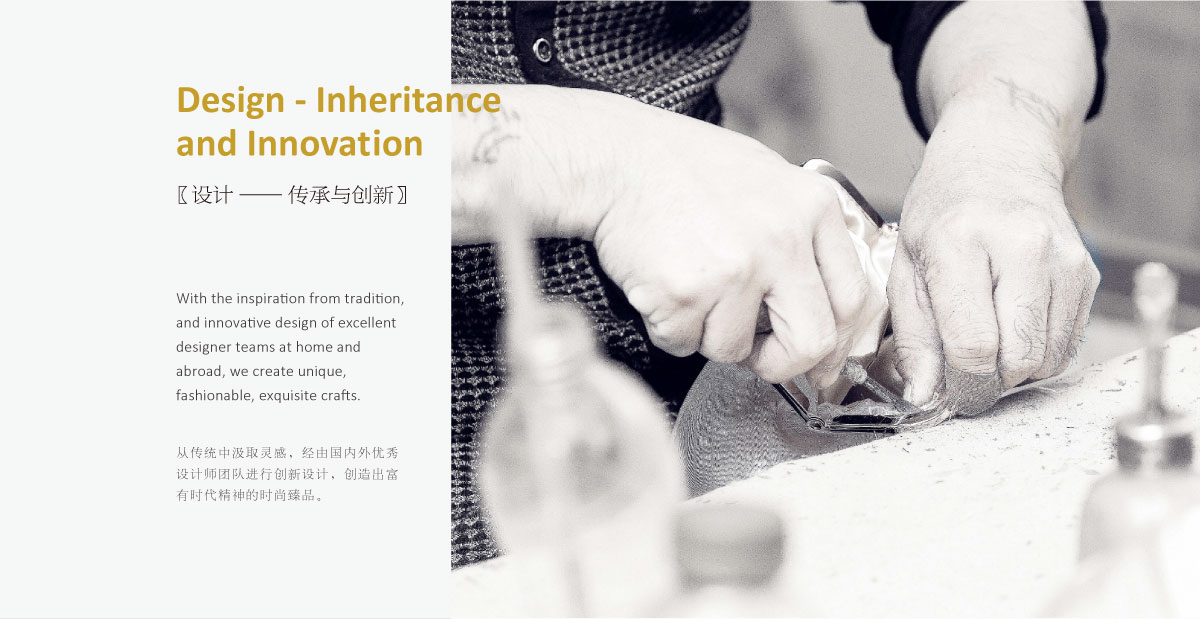 Design - Inheritance
and Innovation
〖设计 —— 传承与创新〗
With the inspiration from tradition,
and innovative design of excellent
designer teams at home and
abroad, we create unique,
fashionable, exquisite crafts.
从传统中汲取灵感，经由国内外优秀
设计师团队进行创新设计，创造出富
有时代精神的时尚臻品。